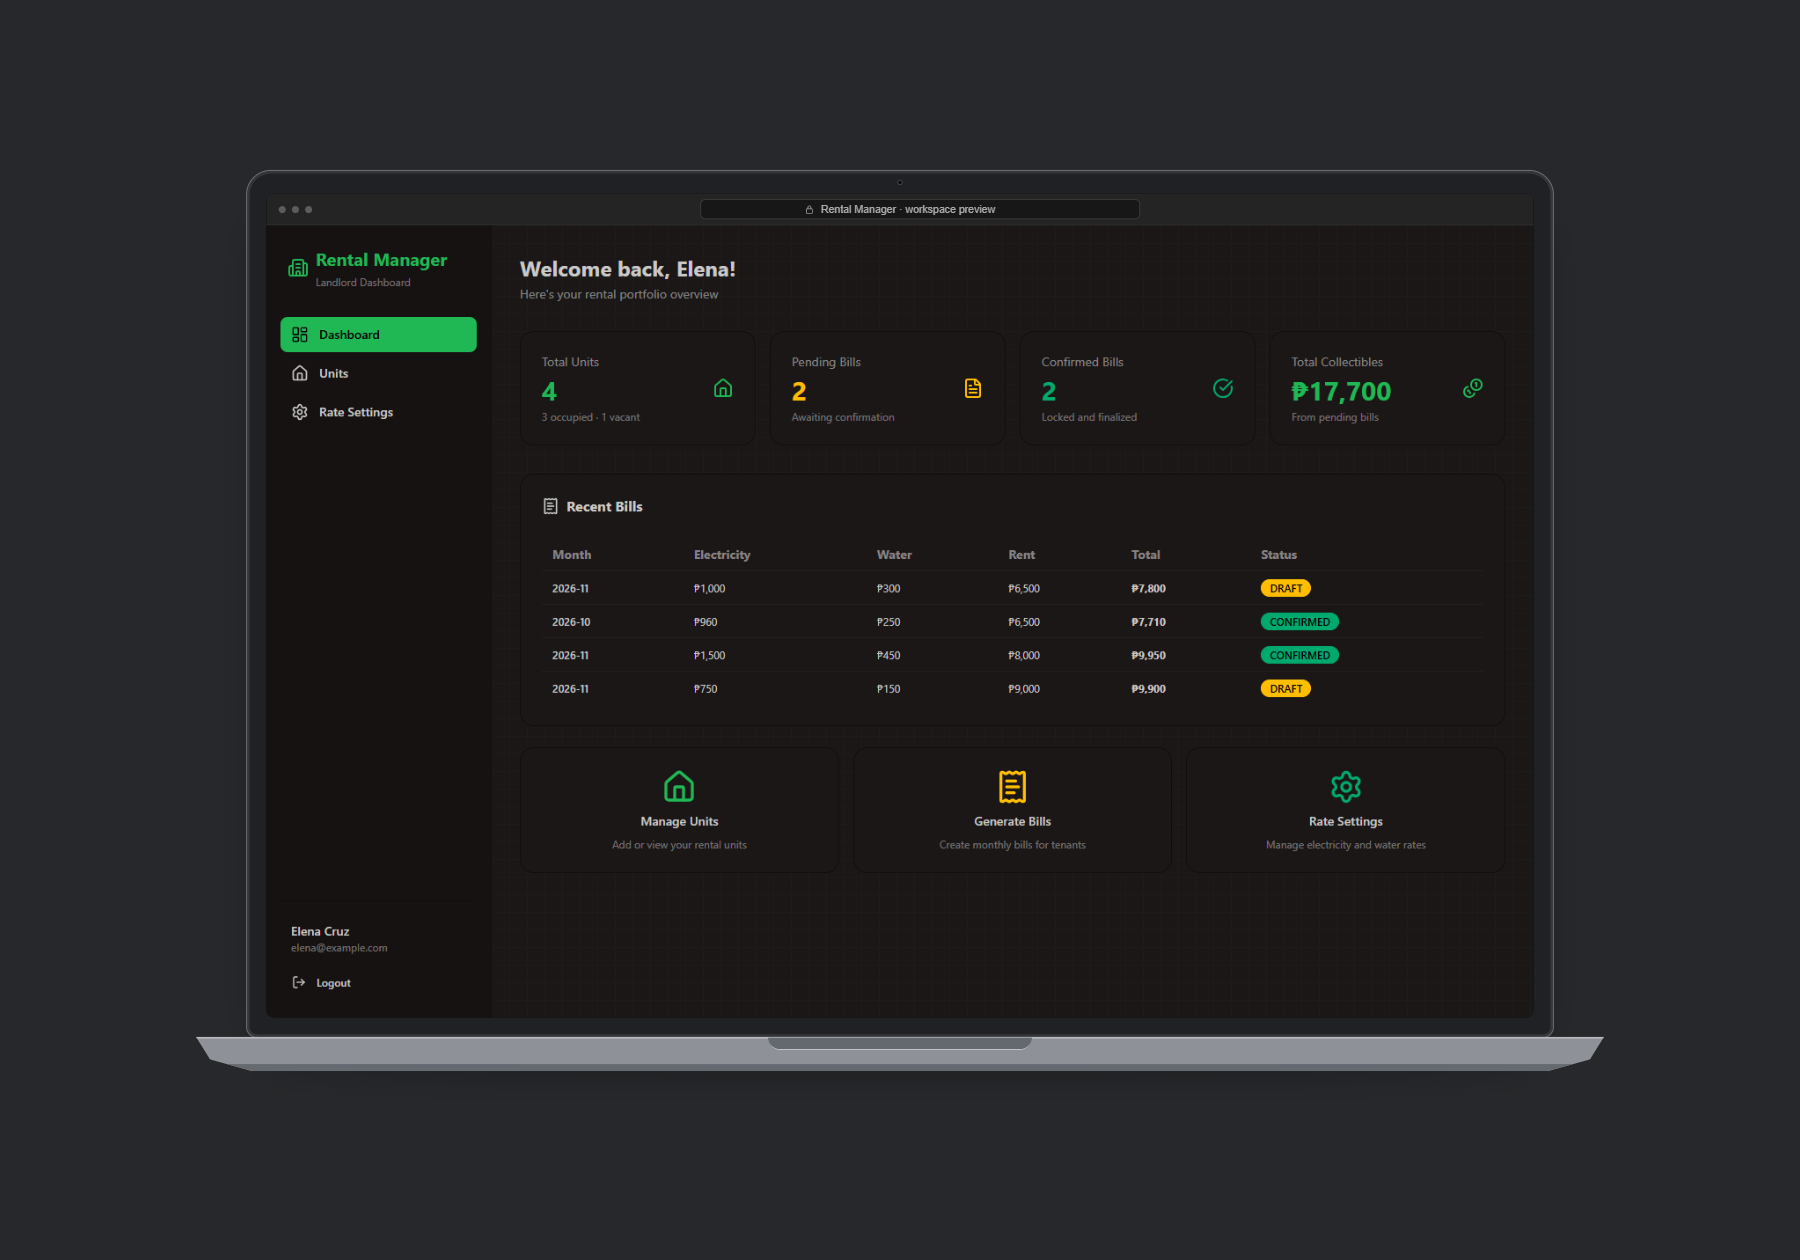 Rental Manager · workspace preview
Rental Manager
Landlord Dashboard
Dashboard
Units
Rate Settings
Elena Cruz
elena@example.com
Logout
Welcome back, Elena!
Here's your rental portfolio overview
Total Units
4
3 occupied · 1 vacant
Pending Bills
2
Awaiting confirmation
Confirmed Bills
2
Locked and finalized
Total Collectibles
₱17,700
From pending bills
Recent Bills
Month Electricity Water Rent Total Status
2026-11 ₱1,000 ₱300 ₱6,500 ₱7,800 DRAFT
2026-10 ₱960 ₱250 ₱6,500 ₱7,710 CONFIRMED
2026-11 ₱1,500 ₱450 ₱8,000 ₱9,950 CONFIRMED
2026-11 ₱750 ₱150 ₱9,000 ₱9,900 DRAFT
Manage Units
Add or view your rental units
Generate Bills
Create monthly bills for tenants
Rate Settings
Manage electricity and water rates